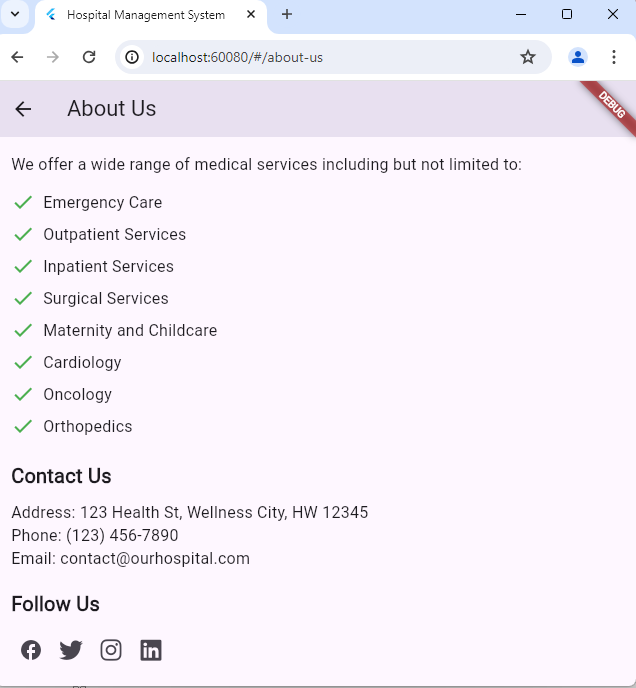 Hospital Management System
localhost:60080/#/about-us
About Us
DEBUG
We offer a wide range of medical services including but not limited to:
Emergency Care
Outpatient Services
Inpatient Services
Surgical Services
Maternity and Childcare
Cardiology
Oncology
Orthopedics
Contact Us
Address: 123 Health St, Wellness City, HW 12345
Phone: (123) 456-7890
Email: contact@ourhospital.com
Follow Us